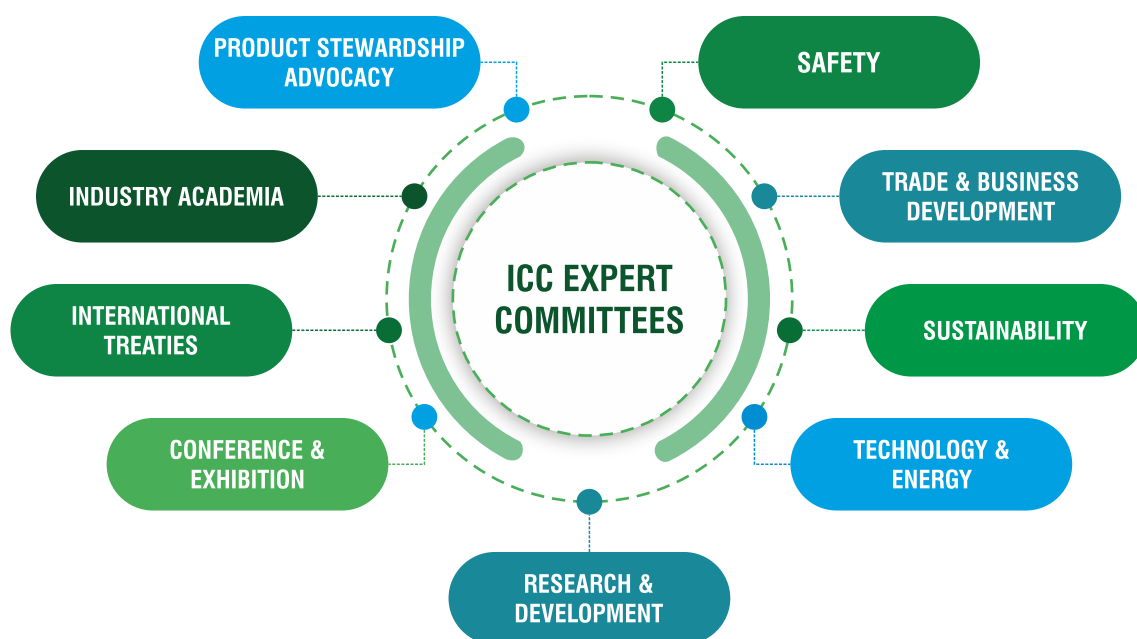 PRODUCT STEWARDSHIP
ADVOCACY
SAFETY
INDUSTRY ACADEMIA
TRADE & BUSINESS
DEVELOPMENT
ICC EXPERT
COMMITTEES
INTERNATIONAL
TREATIES
SUSTAINABILITY
CONFERENCE &
EXHIBITION
TECHNOLOGY &
ENERGY
RESEARCH &
DEVELOPMENT